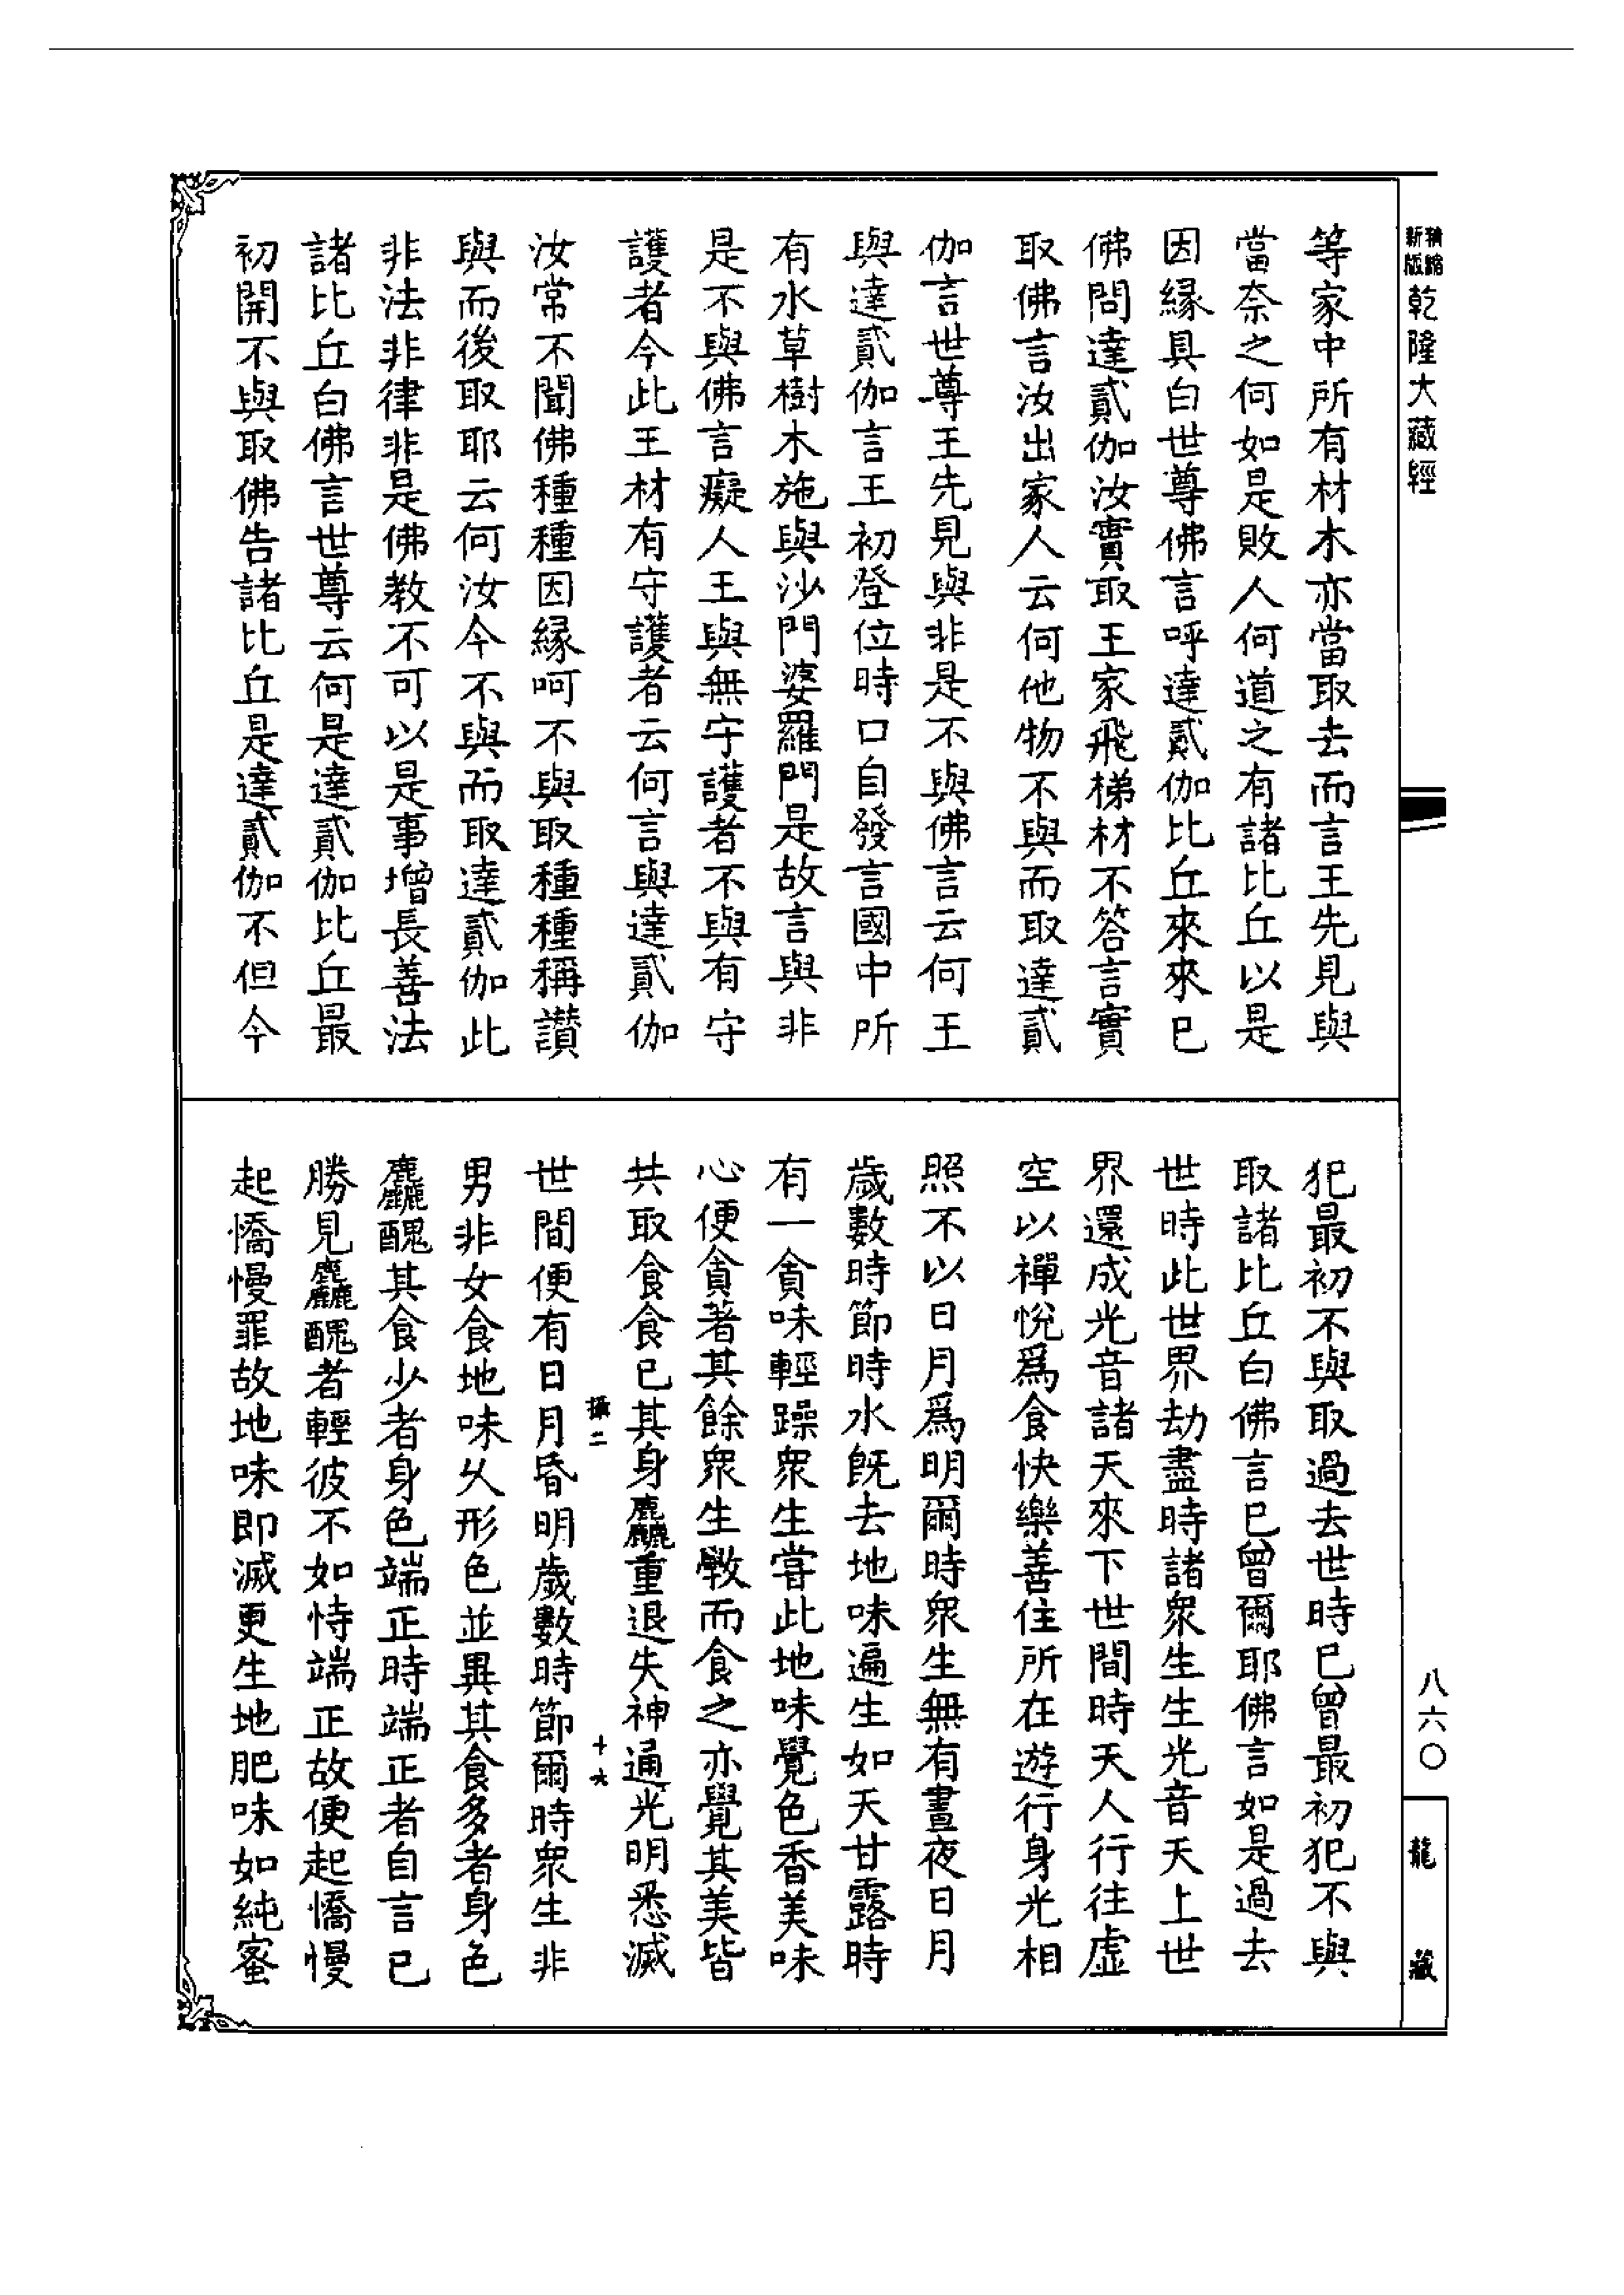 新精
版縮
乾隆大藏經
八六〇
龍藏
等家中所有材木亦當取去而言王先見與
當奈之何如是敗人何道之有諸比丘以是
因緣具白世尊佛言呼達貳伽比丘來來已
佛問達貳伽汝實取王家飛梯材不答言實
取佛言汝出家人云何他物不與而取達貳
伽言世尊王先見與非是不與佛言云何王
與達貳伽言王初登位時口自發言國中所
有水草樹木施與沙門婆羅門是故言與非
是不與佛言癡人王與無守護者不與有守
護者今此王材有守護者云何言與達貳伽
汝常不聞佛種種因緣呵不與取種種稱讚
與而後取耶云何汝今不與而取達貳伽此
非法非律非是佛教不可以是事增長善法
諸比丘白佛言世尊云何是達貳伽比丘最
初開不與取佛告諸比丘是達貳伽不但今
犯最初不與取過去世時已曾最初犯不與
取諸比丘白佛言已曾爾耶佛言如是過去
世時此世界劫盡時諸衆生生光音天上世
界還成光音諸天來下世間時天人行往虛
空以禪悅爲食快樂善住所在遊行身光相
照不以日月爲明爾時衆生無有晝夜日月
歲數時節時水旣去地味遍生如天甘露時
有一貪味輕躁衆生嘗此地味覺色香美味
心便貪著其餘衆生斆而食之亦覺其美皆
共取食食已其身麤重退失神通光明悉滅
攝二 十六
世間便有日月昏明歲數時節爾時衆生非
男非女食地味久形色並異其食多者身色
麤醜其食少者身色端正時端正者自言已
勝見麤醜者輕彼不如恃端正故便起憍慢
起憍慢罪故地味即滅更生地肥味如純蜜